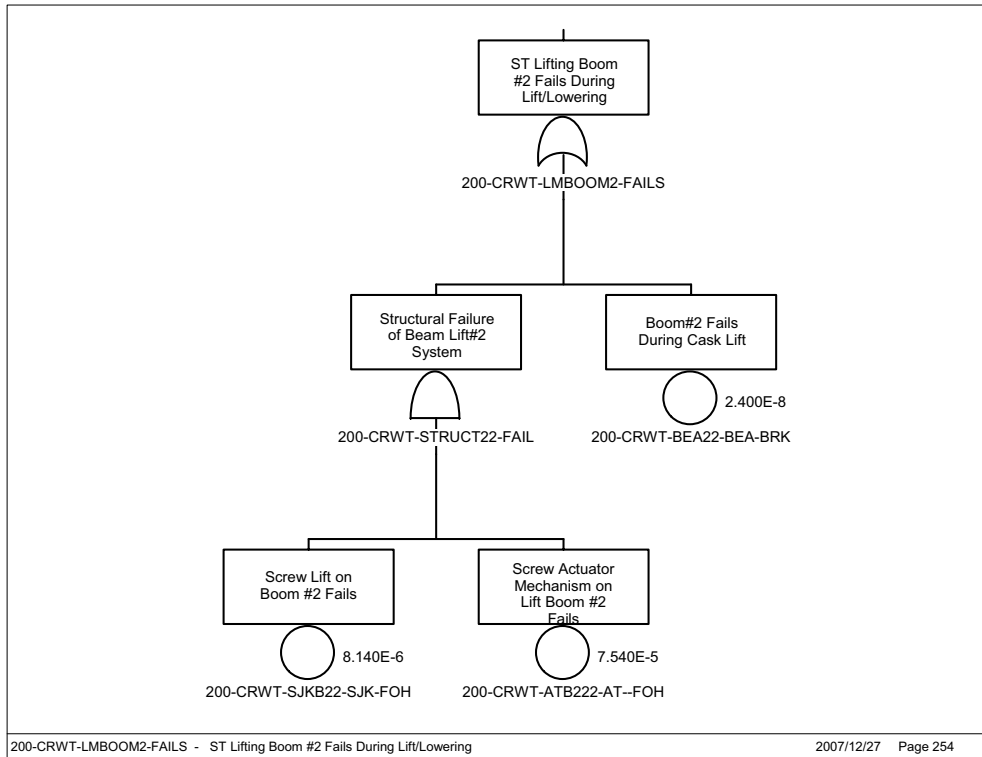 ST Lifting Boom
#2 Fails During
Lift/Lowering
200-CRWT-LMBOOM2-FAILS
Structural Failure
of Beam Lift#2
System
200-CRWT-STRUCT22-FAIL
Boom#2 Fails
During Cask Lift
2.400E-8
200-CRWT-BEA22-BEA-BRK
Screw Lift on
Boom #2 Fails
8.140E-6
200-CRWT-SJKB22-SJK-FOH
Screw Actuator
Mechanism on
Lift Boom #2
Fails
7.540E-5
200-CRWT-ATB222-AT--FOH
200-CRWT-LMBOOM2-FAILS - ST Lifting Boom #2 Fails During Lift/Lowering
2007/12/27 Page 254